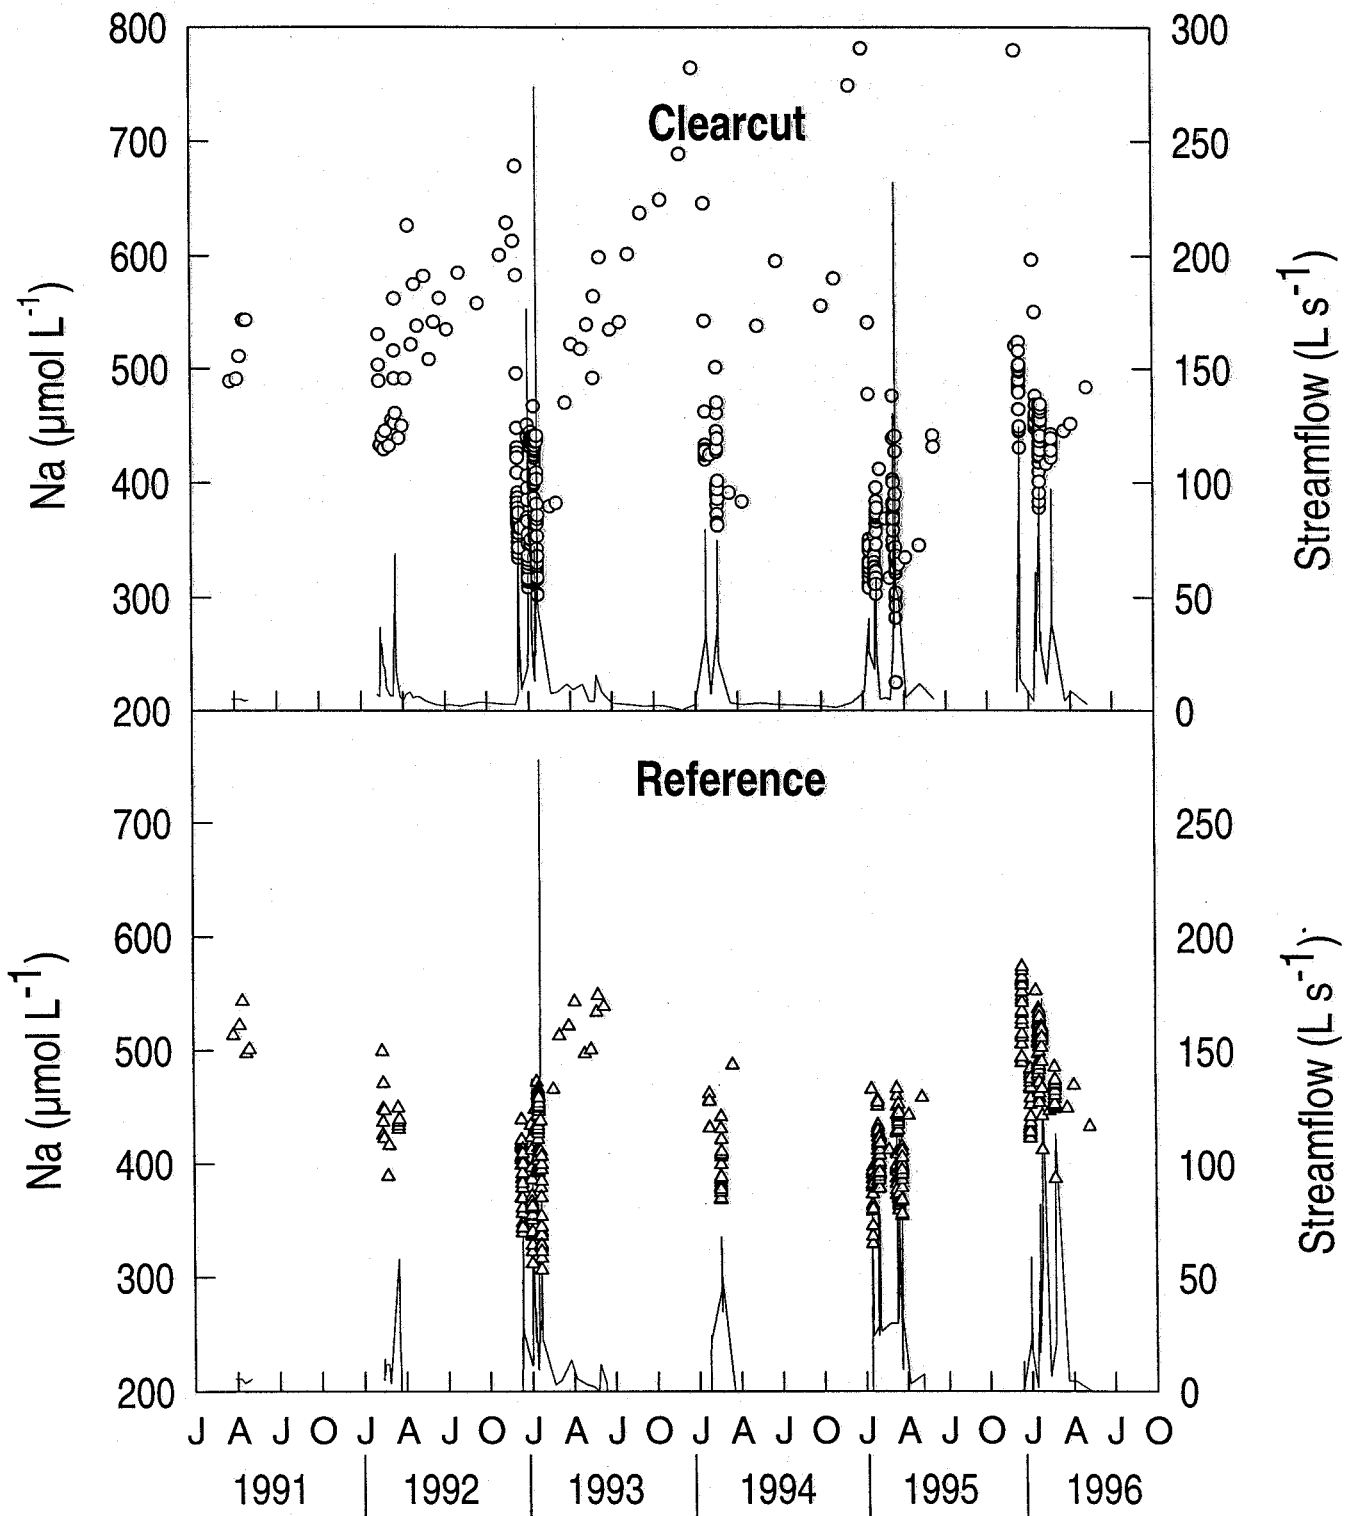 800 300
Clearcut
700 250
600 200
500 150
400 100
300 50
200 0
Na (µmol L-1)
Streamflow (L s-1)
Reference
700 250
600 200
500 150
400 100
300 50
200 0
Na (µmol L-1)
Streamflow (L s-1)
J A J O J A J O J A J O J A J O J A J O J A J O
1991 1992 1993 1994 1995 1996